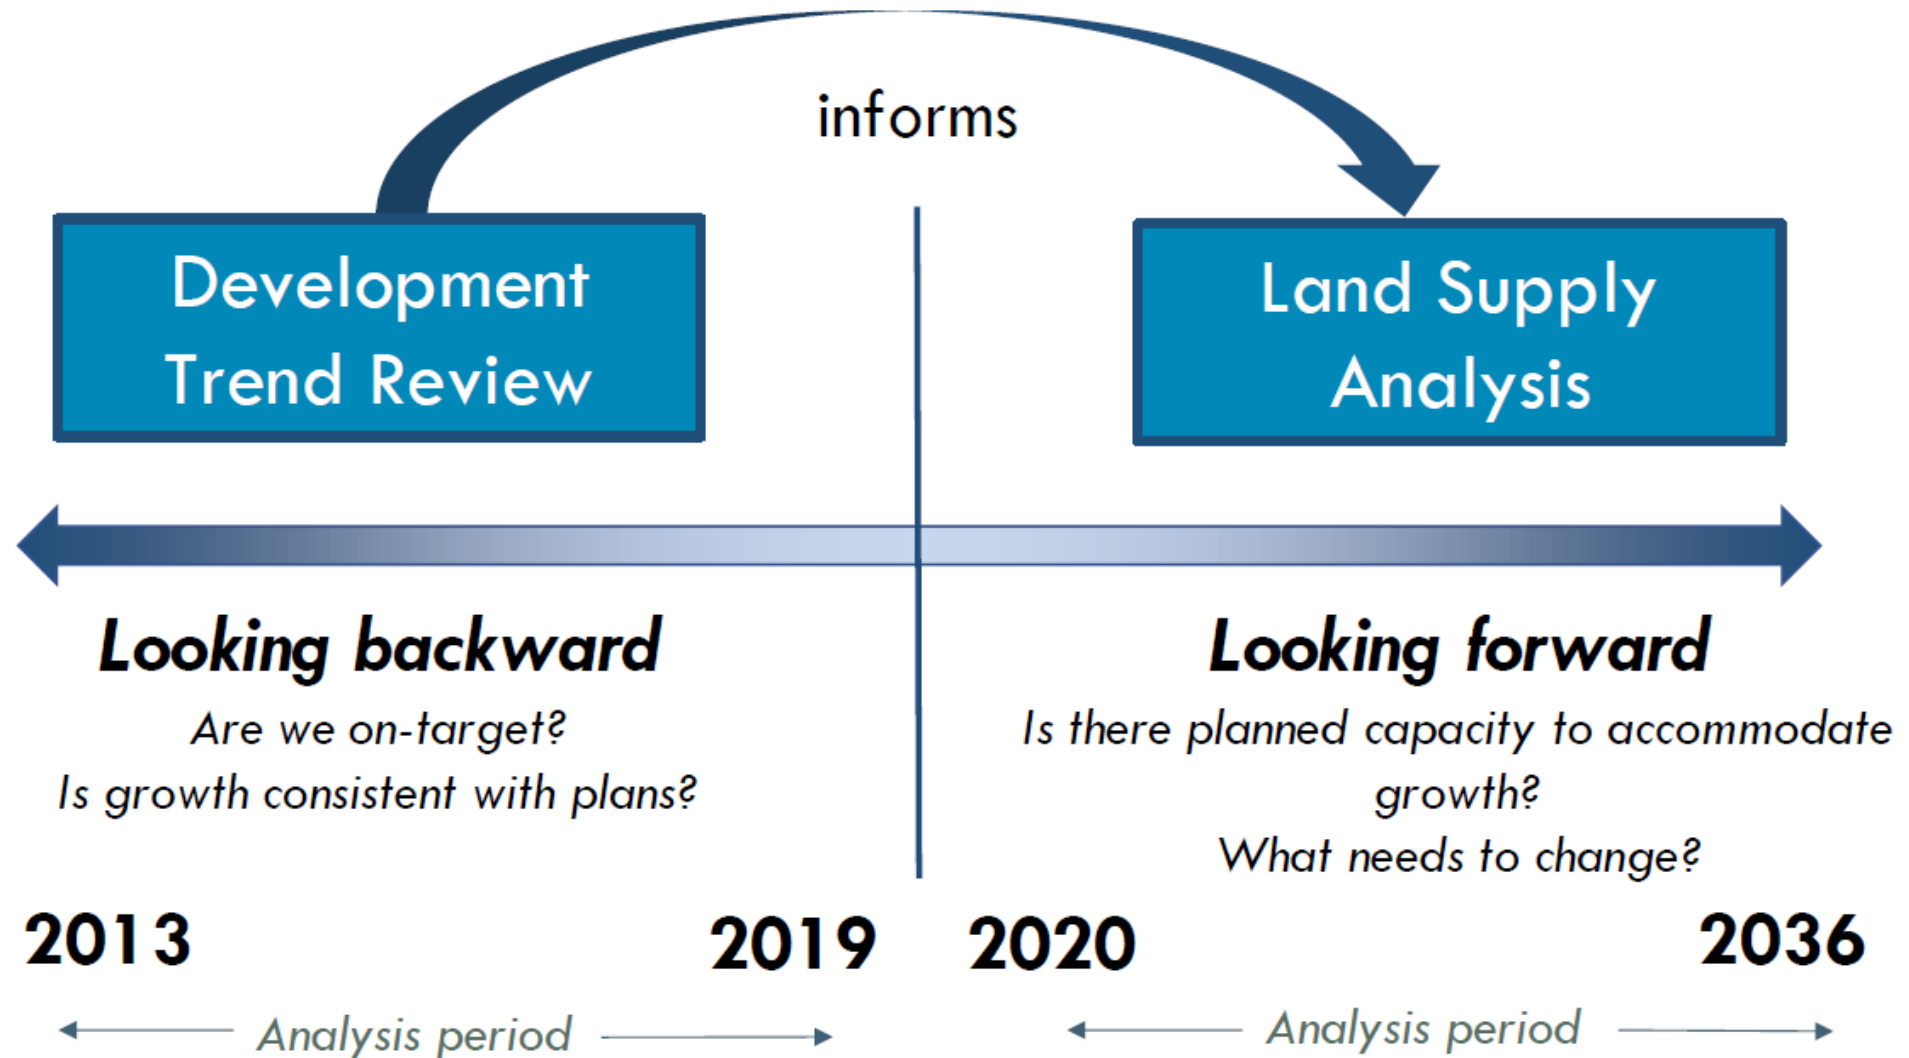 informs
Development
Trend Review
Land Supply
Analysis
Looking backward
Are we on-target?
Is growth consistent with plans?
Looking forward
Is there planned capacity to accommodate
growth?
What needs to change?
2013
2019
2020
2036
Analysis period
Analysis period